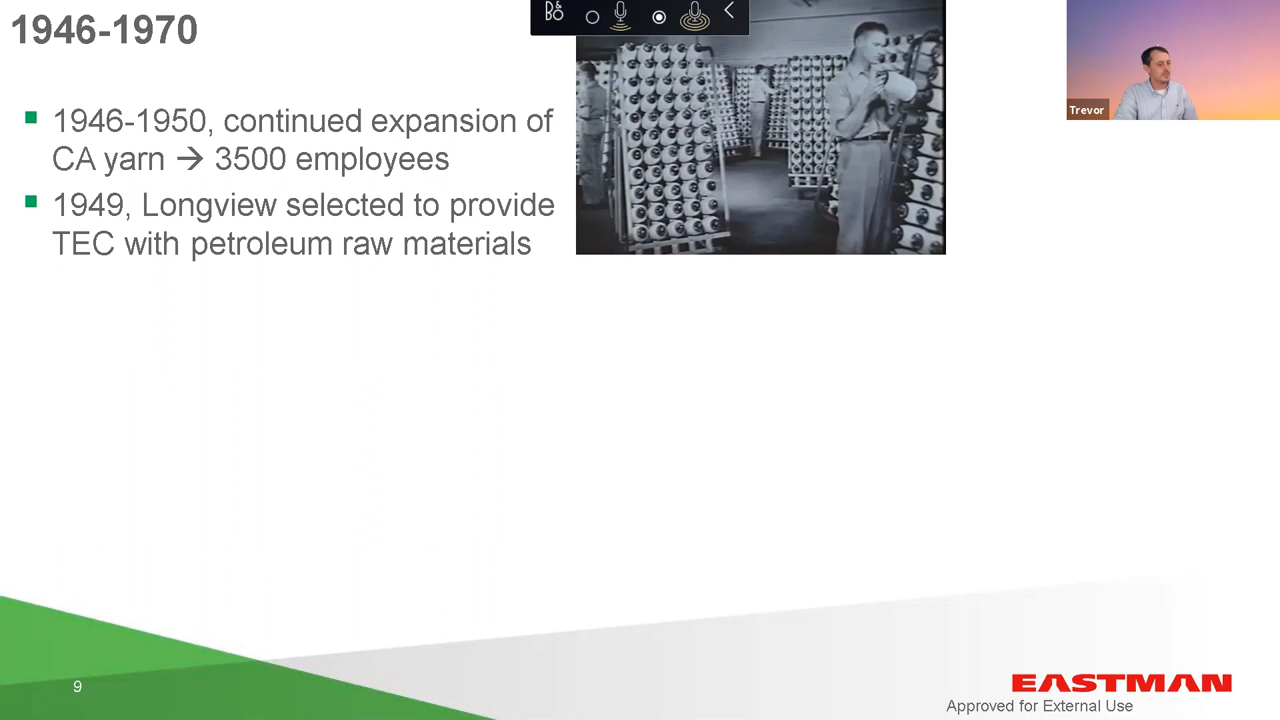 1946-1970
B&O
Trevor
1946-1950, continued expansion of
CA yarn → 3500 employees
1949, Longview selected to provide
TEC with petroleum raw materials
9
EASTMAN
Approved for External Use